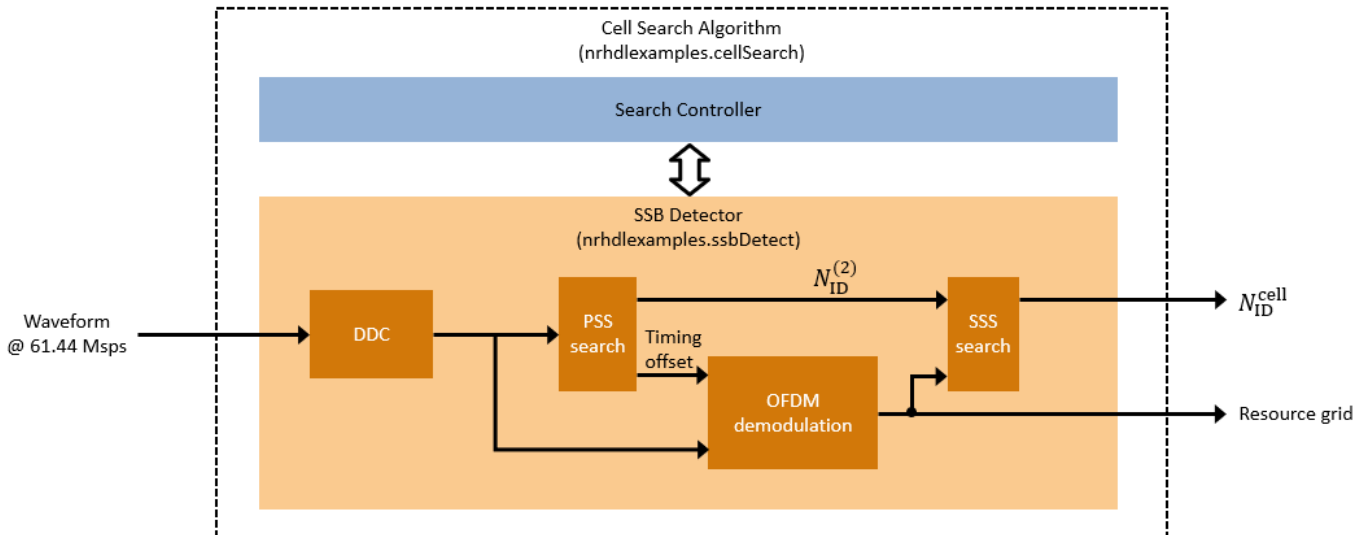 Cell Search Algorithm
(nrhdlexamples.cellSearch)
Search Controller
SSB Detector
(nrhdlexamples.ssbDetect)
Waveform
@ 61.44 Msps
DDC
PSS
search
N_ID^(2)
Timing
offset
OFDM
demodulation
SSS
search
N_ID^cell
Resource grid